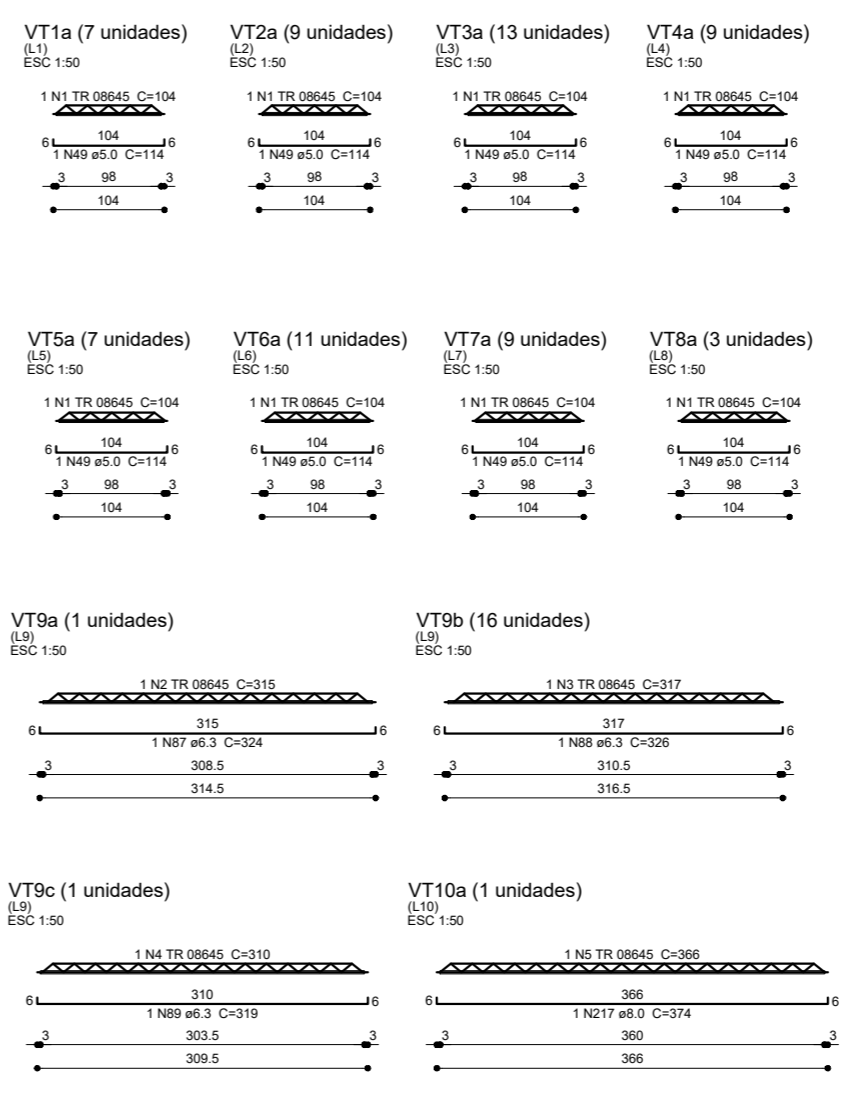 VT1a (7 unidades)
(L1)
ESC 1:50
1 N1 TR 08645 C=104
104
6 6
1 N49 ø5.0 C=114
3 98 3
104
VT2a (9 unidades)
(L2)
ESC 1:50
1 N1 TR 08645 C=104
104
6 6
1 N49 ø5.0 C=114
3 98 3
104
VT3a (13 unidades)
(L3)
ESC 1:50
1 N1 TR 08645 C=104
104
6 6
1 N49 ø5.0 C=114
3 98 3
104
VT4a (9 unidades)
(L4)
ESC 1:50
1 N1 TR 08645 C=104
104
6 6
1 N49 ø5.0 C=114
3 98 3
104
VT5a (7 unidades)
(L5)
ESC 1:50
1 N1 TR 08645 C=104
104
6 6
1 N49 ø5.0 C=114
3 98 3
104
VT6a (11 unidades)
(L6)
ESC 1:50
1 N1 TR 08645 C=104
104
6 6
1 N49 ø5.0 C=114
3 98 3
104
VT7a (9 unidades)
(L7)
ESC 1:50
1 N1 TR 08645 C=104
104
6 6
1 N49 ø5.0 C=114
3 98 3
104
VT8a (3 unidades)
(L8)
ESC 1:50
1 N1 TR 08645 C=104
104
6 6
1 N49 ø5.0 C=114
3 98 3
104
VT9a (1 unidades)
(L9)
ESC 1:50
1 N2 TR 08645 C=315
315
6 6
1 N87 ø6.3 C=324
3 308.5 3
314.5
VT9b (16 unidades)
(L9)
ESC 1:50
1 N3 TR 08645 C=317
317
6 6
1 N88 ø6.3 C=326
3 310.5 3
316.5
VT9c (1 unidades)
(L9)
ESC 1:50
1 N4 TR 08645 C=310
310
6 6
1 N89 ø6.3 C=319
3 303.5 3
309.5
VT10a (1 unidades)
(L10)
ESC 1:50
1 N5 TR 08645 C=366
366
6 6
1 N217 ø8.0 C=374
3 360 3
366